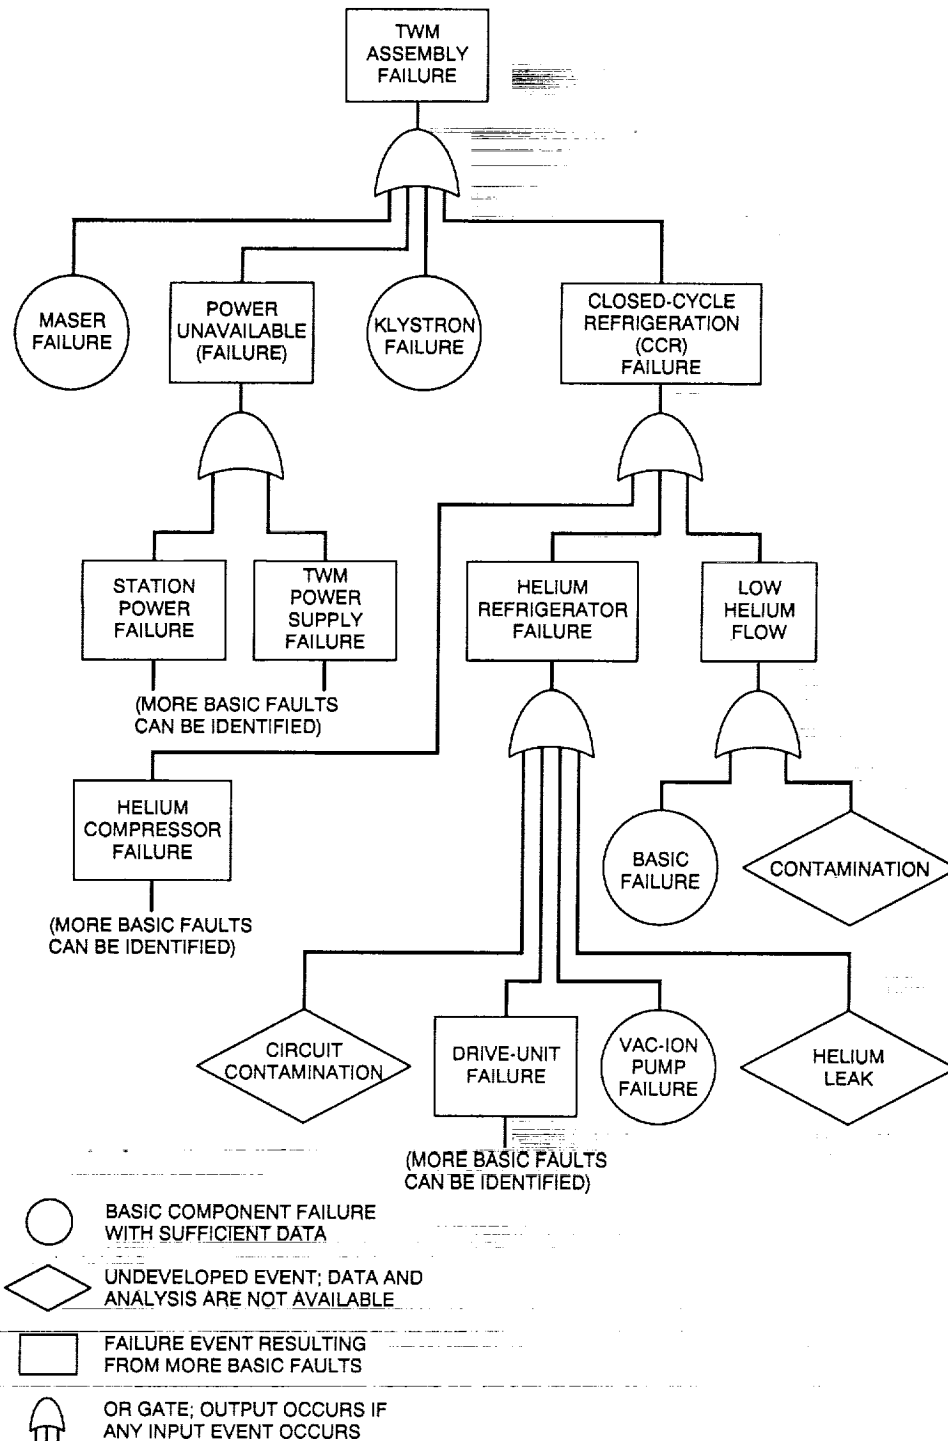 TWM
ASSEMBLY
FAILURE
MASER
FAILURE
POWER
UNAVAILABLE
(FAILURE)
KLYSTRON
FAILURE
CLOSED-CYCLE
REFRIGERATION
(CCR)
FAILURE
STATION
POWER
FAILURE
TWM
POWER
SUPPLY
FAILURE
HELIUM
REFRIGERATOR
FAILURE
LOW
HELIUM
FLOW
(MORE BASIC FAULTS
CAN BE IDENTIFIED)
HELIUM
COMPRESSOR
FAILURE
BASIC
FAILURE
CONTAMINATION
(MORE BASIC FAULTS
CAN BE IDENTIFIED)
CIRCUIT
CONTAMINATION
DRIVE-UNIT
FAILURE
VAC-ION
PUMP
FAILURE
HELIUM
LEAK
(MORE BASIC FAULTS
CAN BE IDENTIFIED)
BASIC COMPONENT FAILURE
WITH SUFFICIENT DATA
UNDEVELOPED EVENT; DATA AND
ANALYSIS ARE NOT AVAILABLE
FAILURE EVENT RESULTING
FROM MORE BASIC FAULTS
OR GATE; OUTPUT OCCURS IF
ANY INPUT EVENT OCCURS